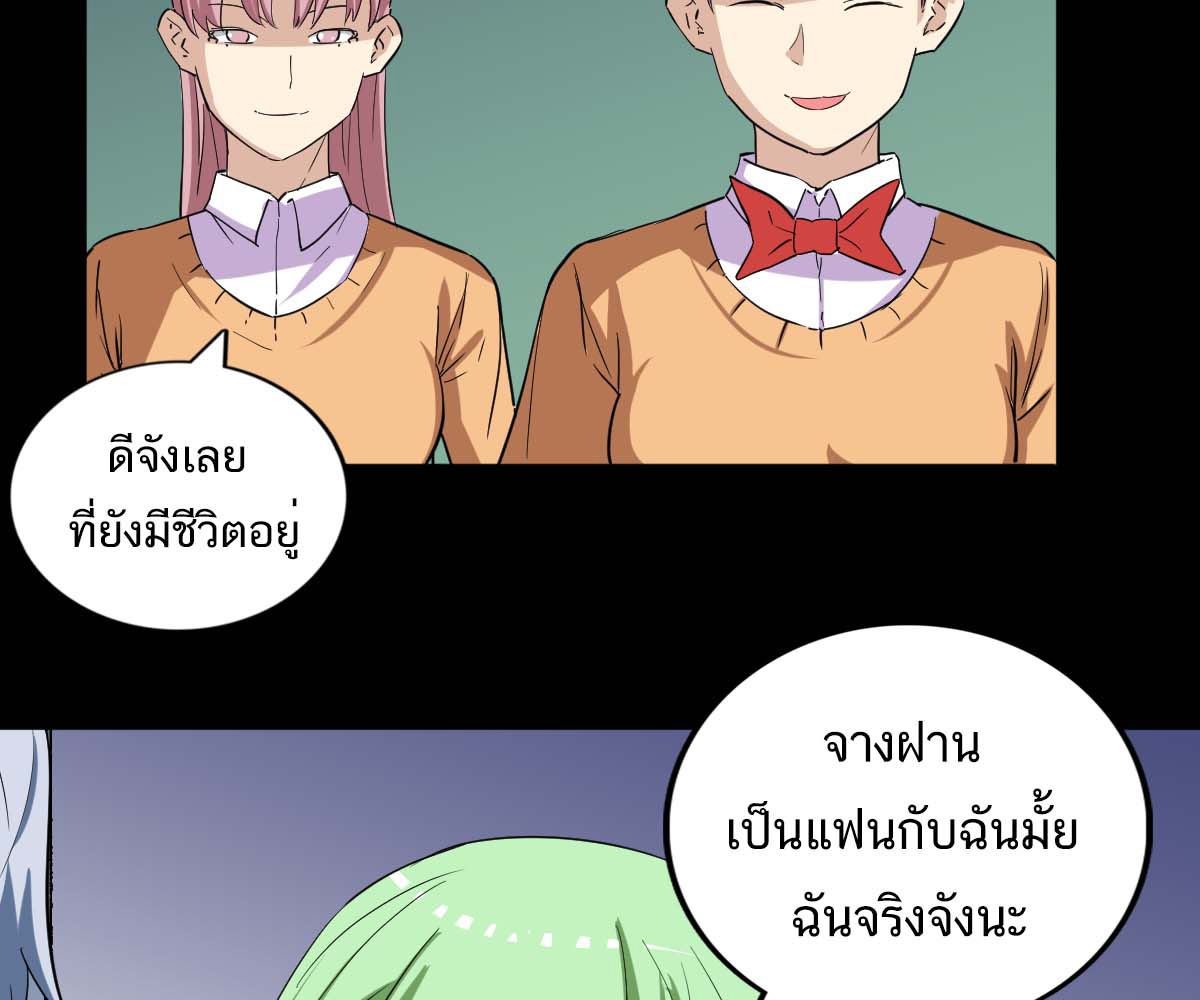 ดีจังเลย
ที่ยังมีชีวิตอยู่
จางฝาน
เป็นแฟนกับฉันมั้ย
ฉันจริงจังนะ